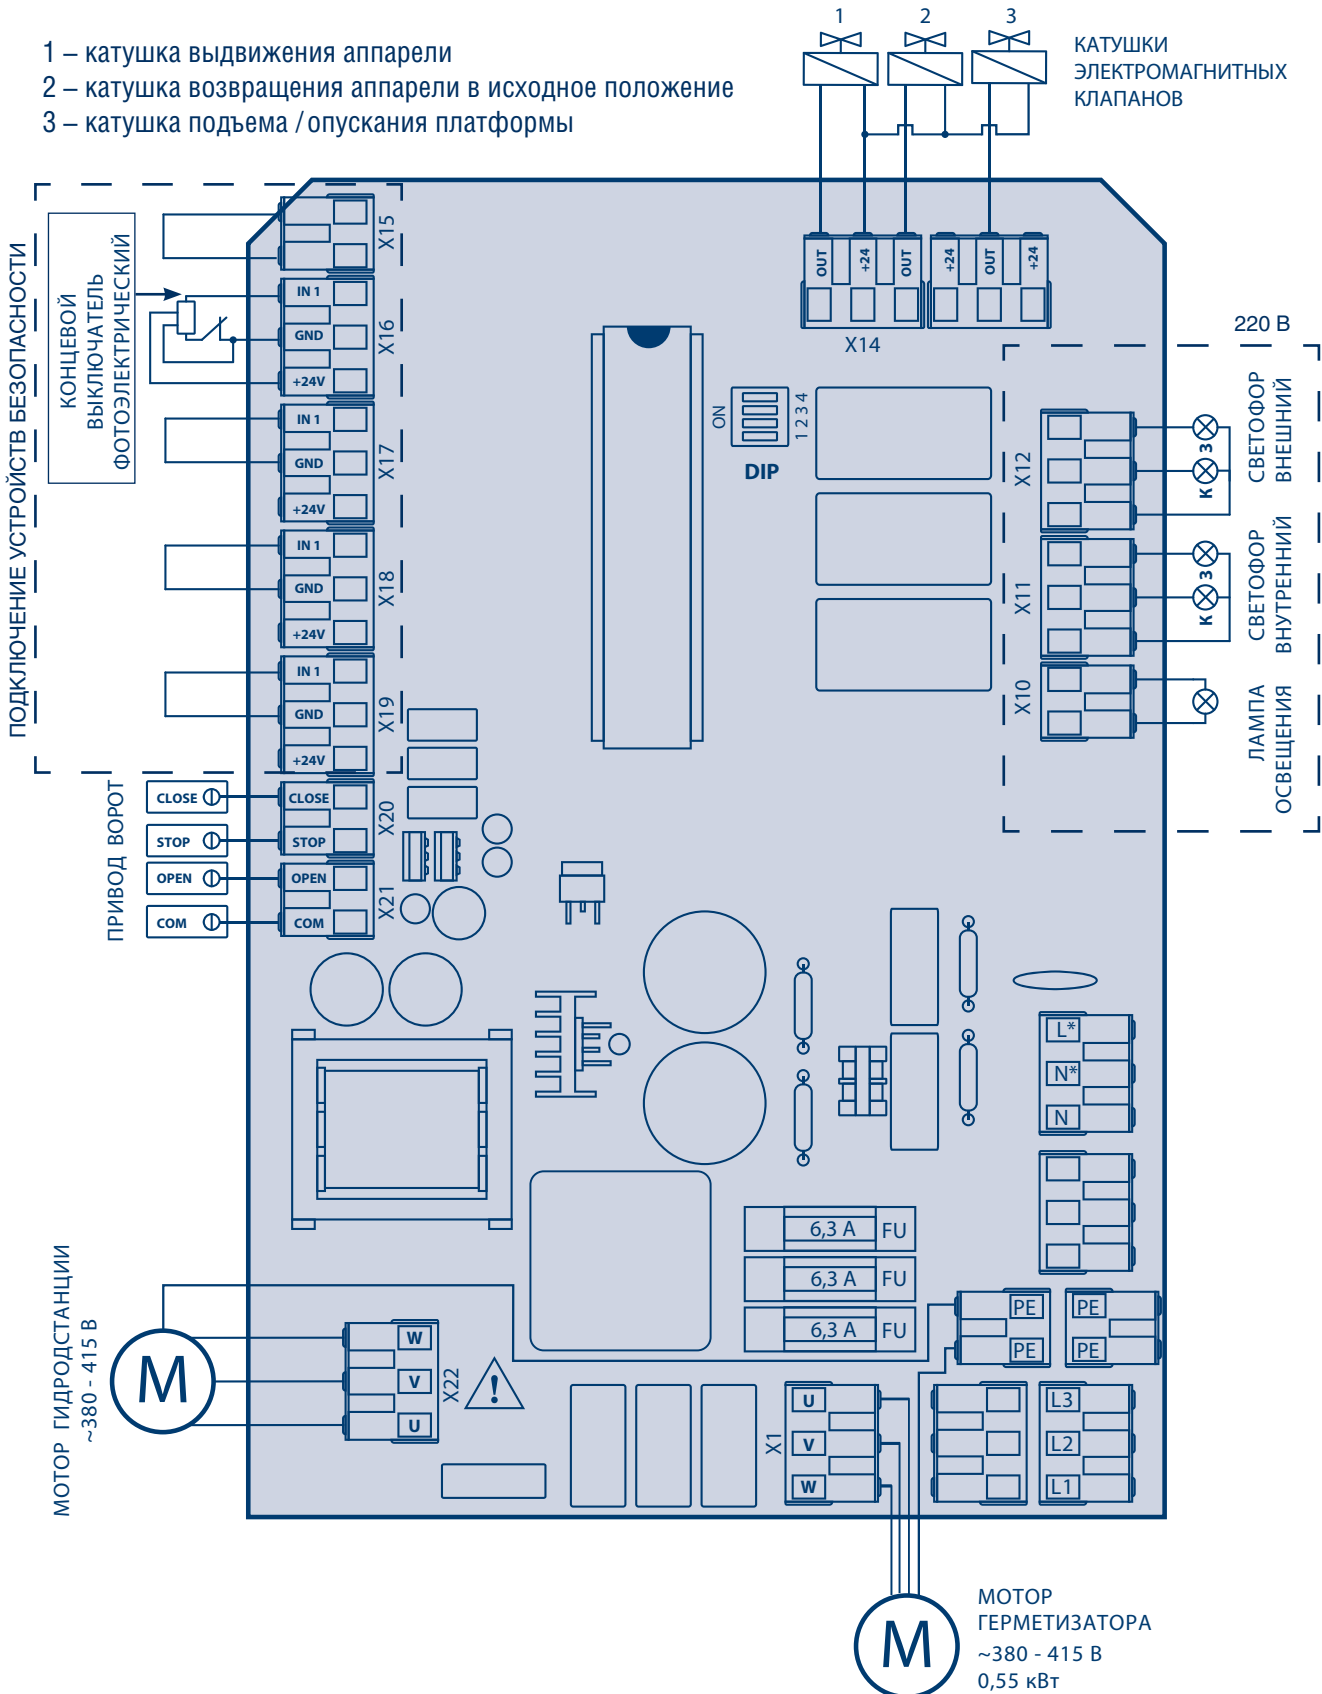 1 – катушка выдвижения аппарели
2 – катушка возвращения аппарели в исходное положение
3 – катушка подъема / опускания платформы
1 2 3
КАТУШКИ
ЭЛЕКТРОМАГНИТНЫХ
КЛАПАНОВ
ПОДКЛЮЧЕНИЕ УСТРОЙСТВ БЕЗОПАСНОСТИ
КОНЦЕВОЙ
ВЫКЛЮЧАТЕЛЬ
ФОТОЭЛЕКТРИЧЕСКИЙ
X15
IN 1
GND
+24V
X16
IN 1
GND
+24V
X17
IN 1
GND
+24V
X18
IN 1
GND
+24V
X19
OUT +24 OUT +24 OUT +24
X14
ON
1 2 3 4
DIP
220 В
X12
З
К
СВЕТОФОР
ВНЕШНИЙ
X11
З
К
СВЕТОФОР
ВНУТРЕННИЙ
X10
ЛАМПА
ОСВЕЩЕНИЯ
ПРИВОД ВОРОТ
CLOSE CLOSE
STOP STOP
X20
OPEN OPEN
COM COM
X21
L*
N*
N
6,3 А FU
6,3 А FU
6,3 А FU
PE PE
PE PE
МОТОР ГИДРОДСТАНЦИИ
~380 - 415 В
M
W
V
U
X22
!
X1
U
V
W
L3
L2
L1
M
МОТОР
ГЕРМЕТИЗАТОРА
~380 - 415 В
0,55 кВт